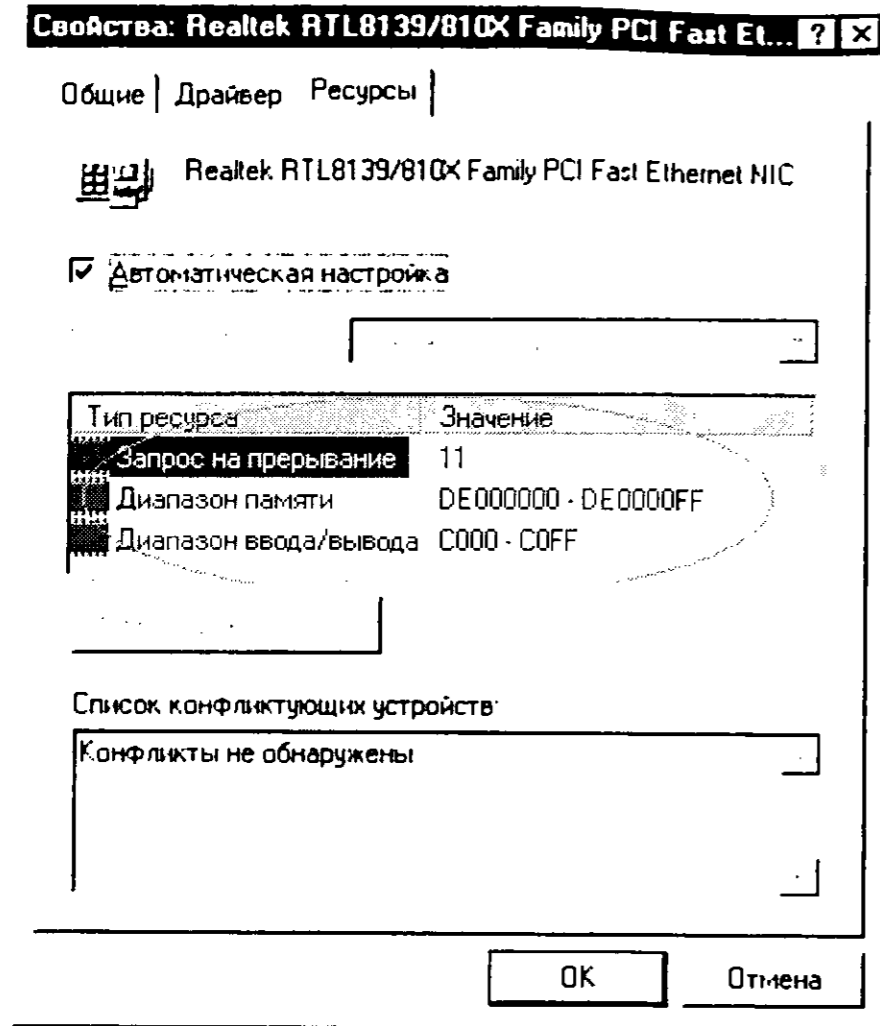 Свойства: Realtek RTL8139/810X Family PCI Fast Et... ? ×
Общие Драйвер Ресурсы
Realtek RTL8139/810X Family PCI Fast Ethernet NIC
Автоматическая настройка
Тип ресурса Значение
Запрос на прерывание 11
Диапазон памяти DE000000 - DE0000FF
Диапазон ввода/вывода C000 - C0FF
Список конфликтующих устройств:
Конфликты не обнаружены
OK Отмена